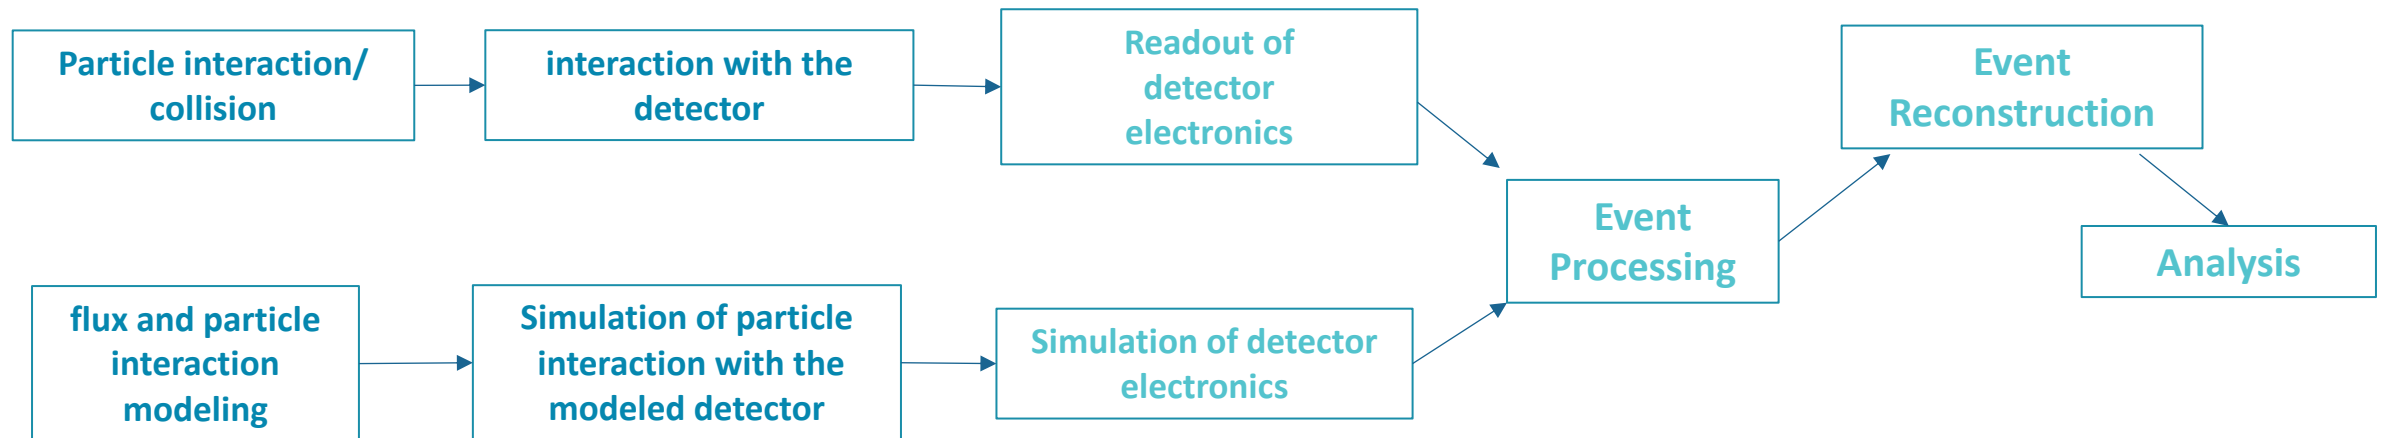 Particle interaction/
collision
interaction with the
detector
Readout of
detector
electronics
Event
Reconstruction
Event
Processing
Analysis
flux and particle
interaction
modeling
Simulation of particle
interaction with the
modeled detector
Simulation of detector
electronics